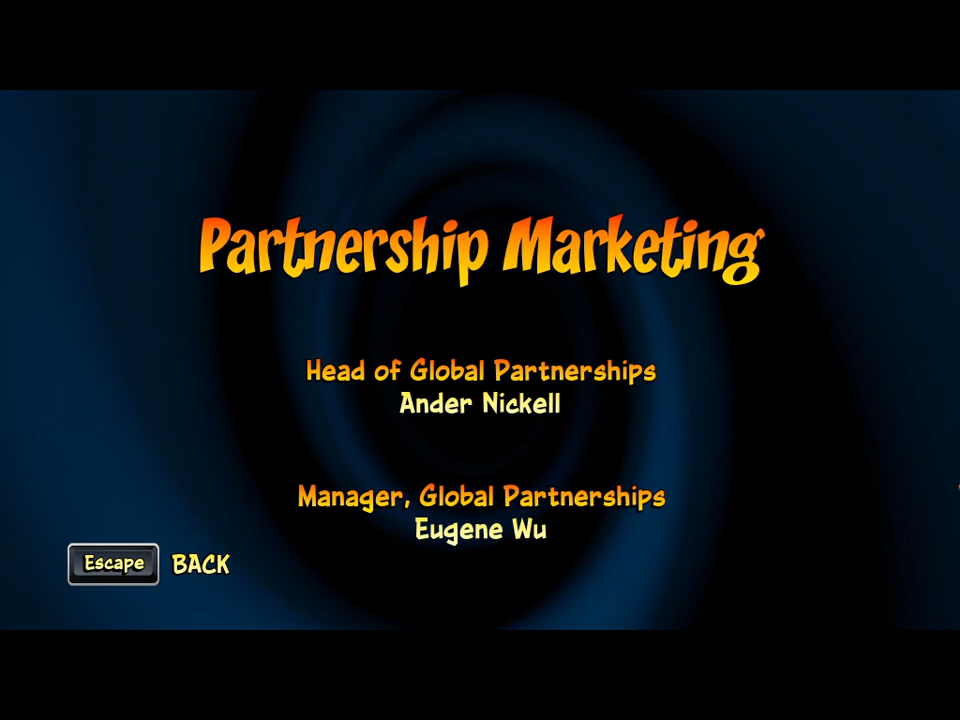 Partnership Marketing
Head of Global Partnerships
Ander Nickell
Manager, Global Partnerships
Eugene Wu
Escape BACK